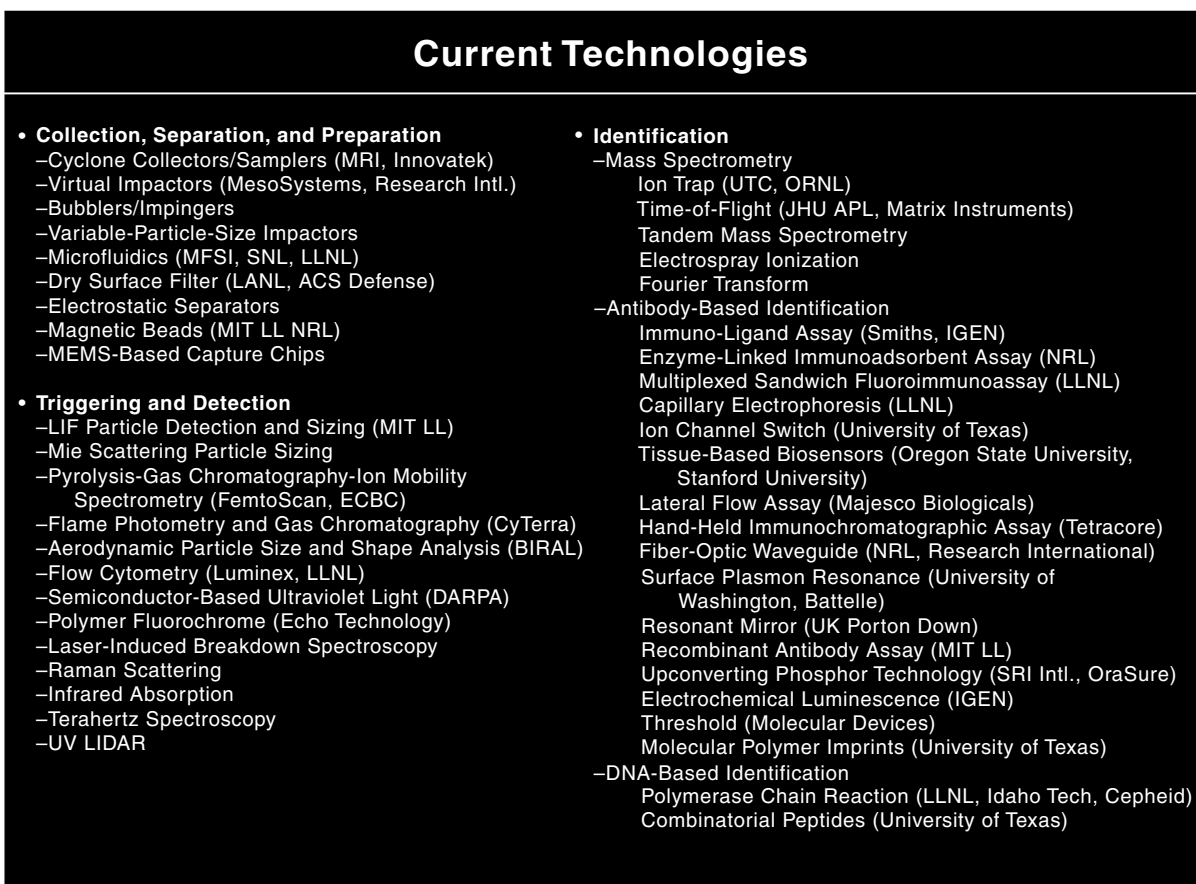 Current Technologies
• Collection, Separation, and Preparation
–Cyclone Collectors/Samplers (MRI, Innovatek)
–Virtual Impactors (MesoSystems, Research Intl.)
–Bubblers/Impingers
–Variable-Particle-Size Impactors
–Microfluidics (MFSI, SNL, LLNL)
–Dry Surface Filter (LANL, ACS Defense)
–Electrostatic Separators
–Magnetic Beads (MIT LL NRL)
–MEMS-Based Capture Chips
• Triggering and Detection
–LIF Particle Detection and Sizing (MIT LL)
–Mie Scattering Particle Sizing
–Pyrolysis-Gas Chromatography-Ion Mobility
Spectrometry (FemtoScan, ECBC)
–Flame Photometry and Gas Chromatography (CyTerra)
–Aerodynamic Particle Size and Shape Analysis (BIRAL)
–Flow Cytometry (Luminex, LLNL)
–Semiconductor-Based Ultraviolet Light (DARPA)
–Polymer Fluorochrome (Echo Technology)
–Laser-Induced Breakdown Spectroscopy
–Raman Scattering
–Infrared Absorption
–Terahertz Spectroscopy
–UV LIDAR
• Identification
–Mass Spectrometry
Ion Trap (UTC, ORNL)
Time-of-Flight (JHU APL, Matrix Instruments)
Tandem Mass Spectrometry
Electrospray Ionization
Fourier Transform
–Antibody-Based Identification
Immuno-Ligand Assay (Smiths, IGEN)
Enzyme-Linked Immunoadsorbent Assay (NRL)
Multiplexed Sandwich Fluoroimmunoassay (LLNL)
Capillary Electrophoresis (LLNL)
Ion Channel Switch (University of Texas)
Tissue-Based Biosensors (Oregon State University,
Stanford University)
Lateral Flow Assay (Majesco Biologicals)
Hand-Held Immunochromatographic Assay (Tetracore)
Fiber-Optic Waveguide (NRL, Research International)
Surface Plasmon Resonance (University of
Washington, Battelle)
Resonant Mirror (UK Porton Down)
Recombinant Antibody Assay (MIT LL)
Upconverting Phosphor Technology (SRI Intl., OraSure)
Electrochemical Luminescence (IGEN)
Threshold (Molecular Devices)
Molecular Polymer Imprints (University of Texas)
–DNA-Based Identification
Polymerase Chain Reaction (LLNL, Idaho Tech, Cepheid)
Combinatorial Peptides (University of Texas)